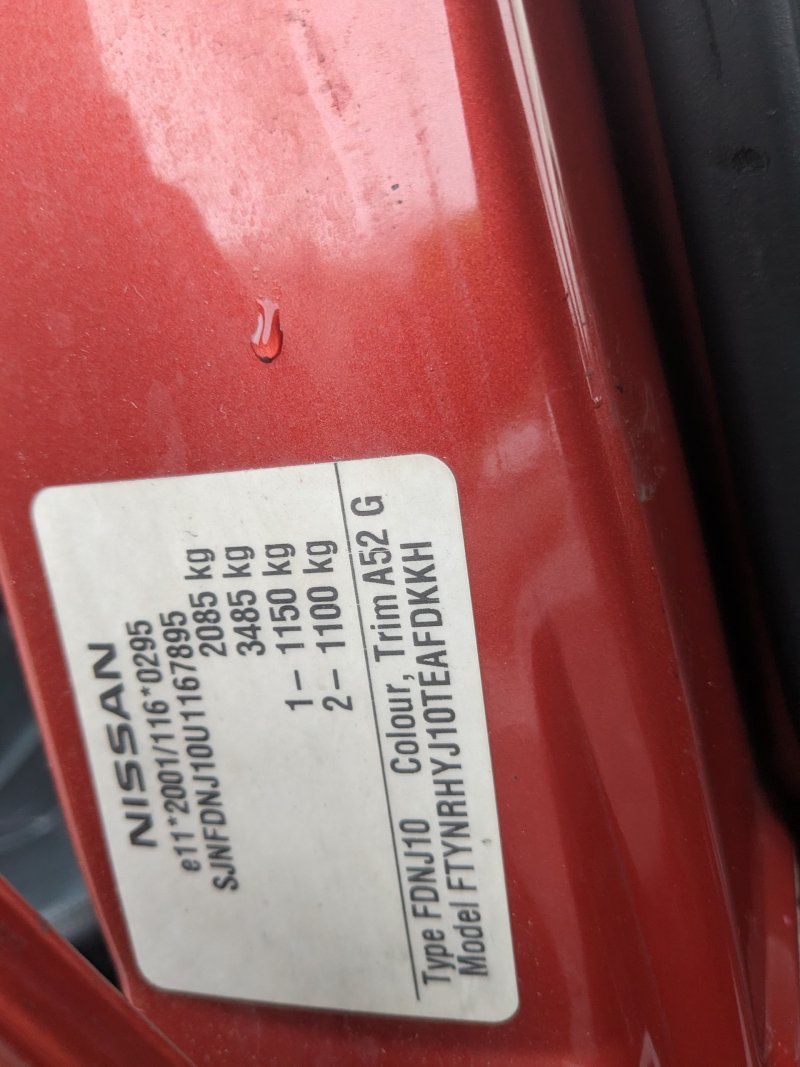 NISSAN
e11*2001/116*0295
SJNFDNJ10U1167895
2085 kg
3485 kg
1– 1150 kg
2– 1100 kg
Type FDNJ10 Colour, Trim A52 G
Model FTYNRHYJ10TEAFDKKH